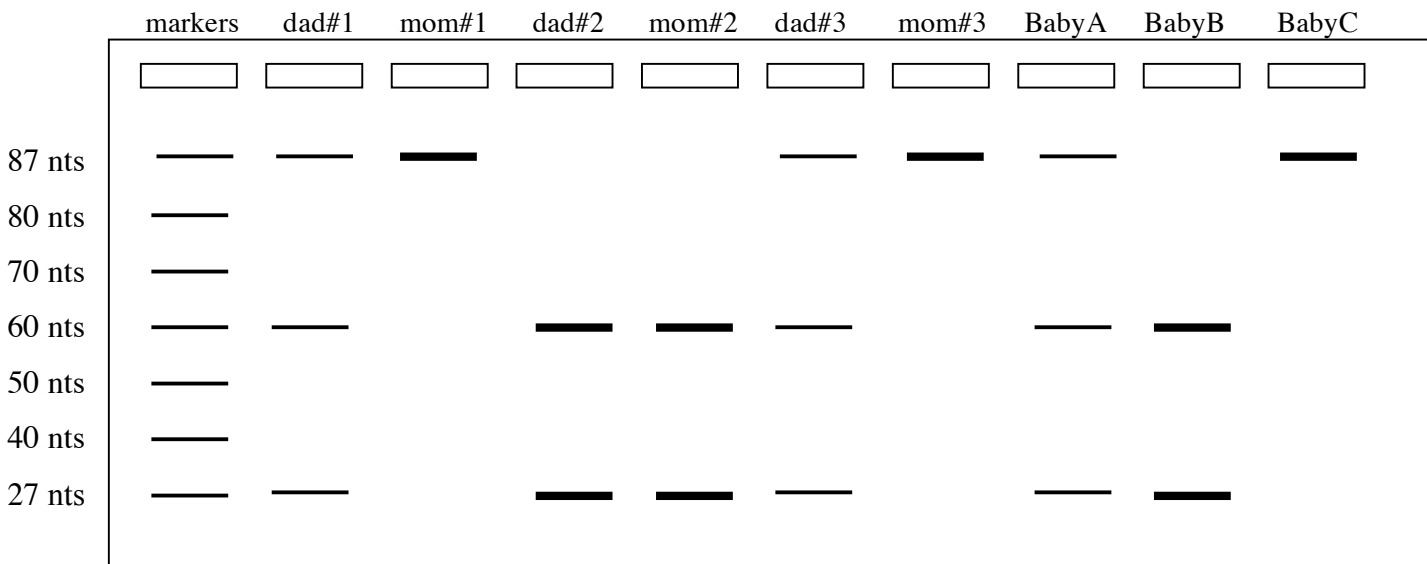 markers dad#1 mom#1 dad#2 mom#2 dad#3 mom#3 BabyA BabyB BabyC
87 nts
80 nts
70 nts
60 nts
50 nts
40 nts
27 nts